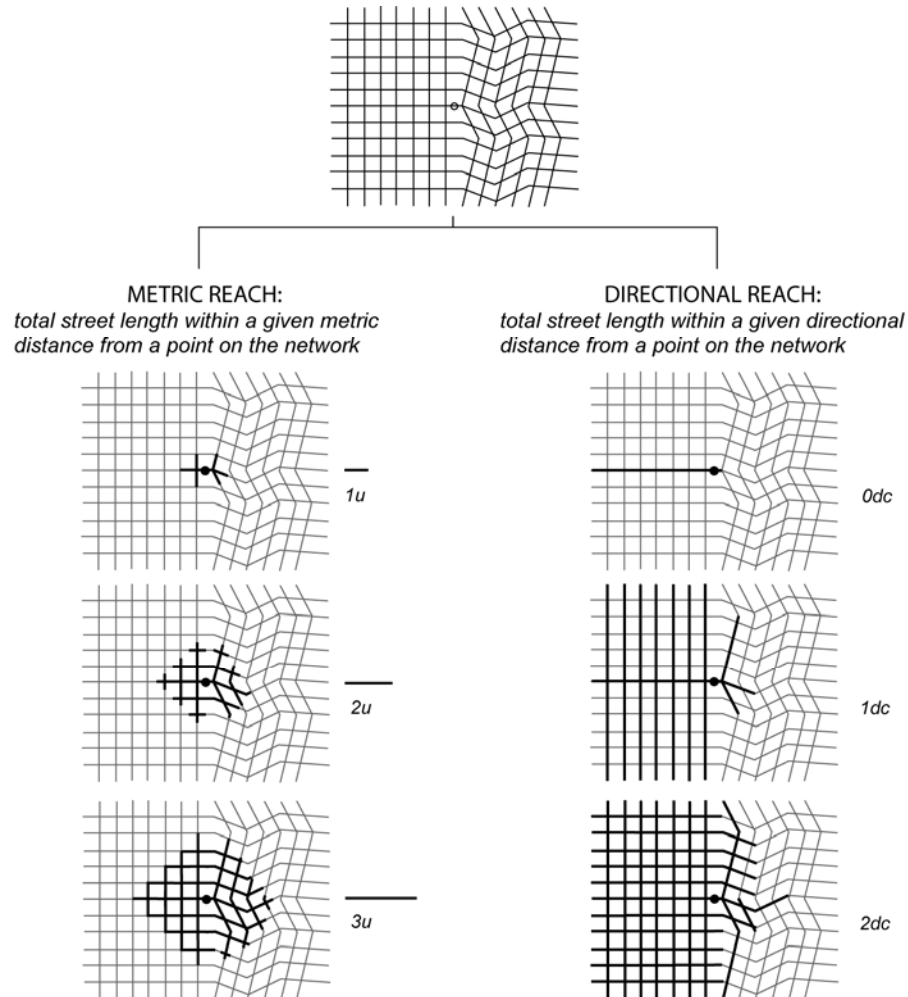 METRIC REACH:
total street length within a given metric
distance from a point on the network
1u
2u
3u
DIRECTIONAL REACH:
total street length within a given directional
distance from a point on the network
0dc
1dc
2dc